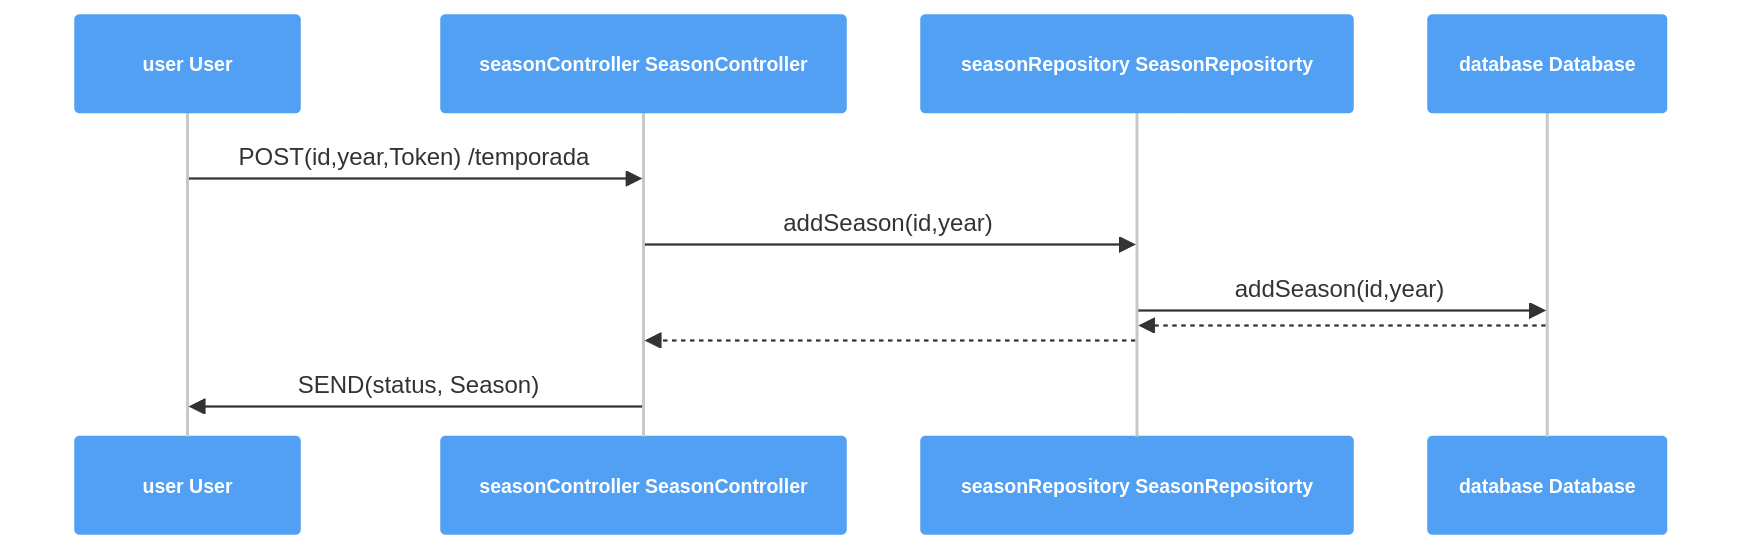 user User
seasonController SeasonController
seasonRepository SeasonRepositorty
database Database
POST(id,year,Token) /temporada
addSeason(id,year)
addSeason(id,year)
SEND(status, Season)
user User
seasonController SeasonController
seasonRepository SeasonRepositorty
database Database